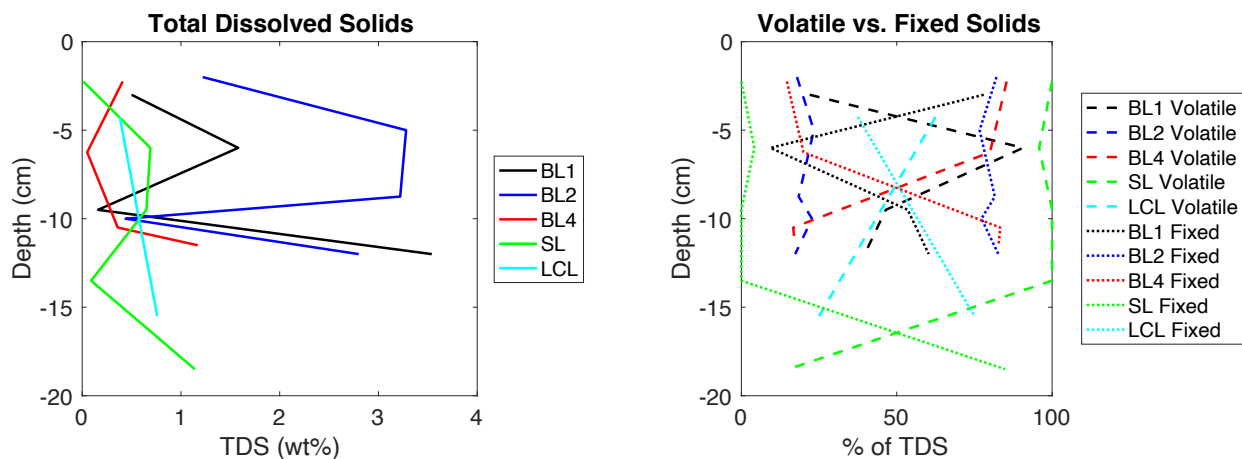 Total Dissolved Solids
0
-5
-10
-15
-20
Depth (cm)
0 1 2 3 4
TDS (wt%)
BL1
BL2
BL4
SL
LCL
Volatile vs. Fixed Solids
0
-5
-10
-15
-20
Depth (cm)
0 50 100
% of TDS
BL1 Volatile
BL2 Volatile
BL4 Volatile
SL Volatile
LCL Volatile
BL1 Fixed
BL2 Fixed
BL4 Fixed
SL Fixed
LCL Fixed